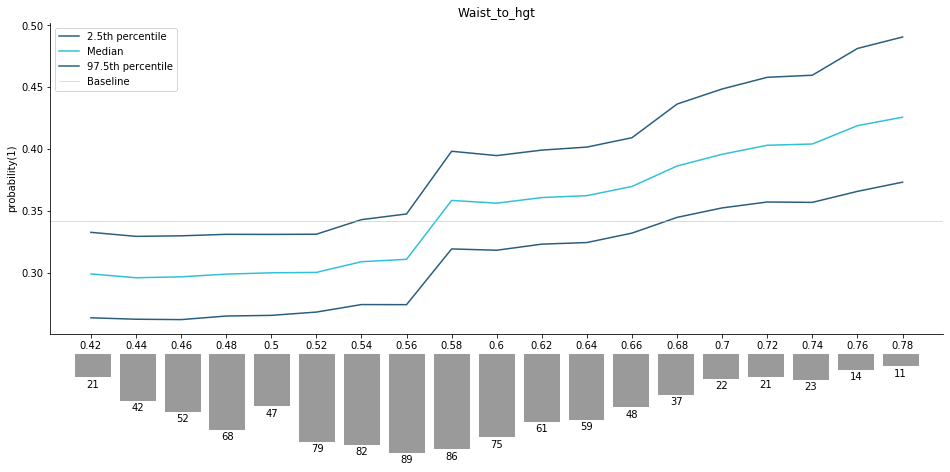 Waist_to_hgt
0.50
2.5th percentile
Median
97.5th percentile
Baseline
0.45
0.40
probability(1)
0.35
0.30
0.42 0.44 0.46 0.48 0.5 0.52 0.54 0.56 0.58 0.6 0.62 0.64 0.66 0.68 0.7 0.72 0.74 0.76 0.78
21 42 52 68 47 79 82 89 86 75 61 59 48 37 22 21 23 14 11